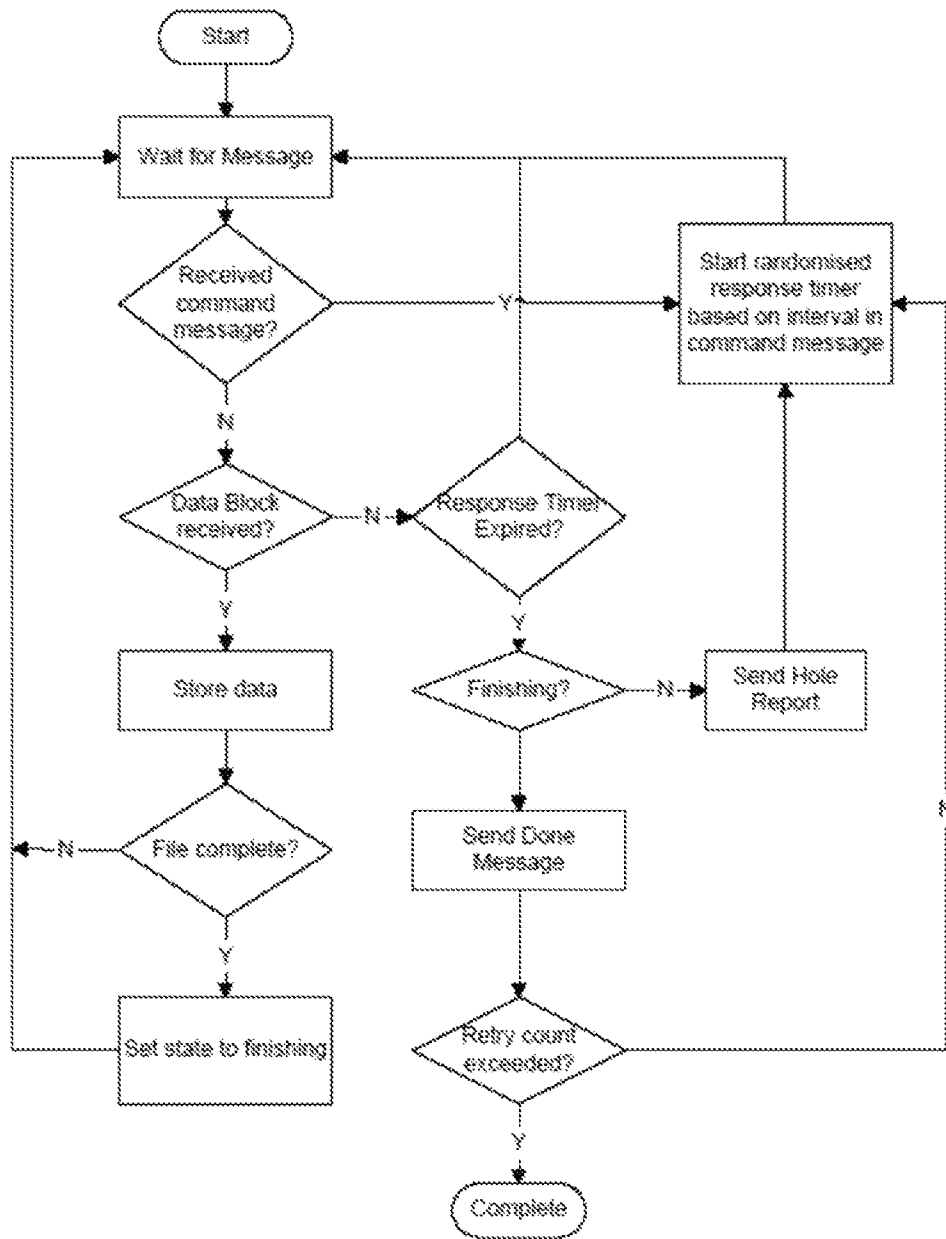 Start
Wait for Message
Received
command
message?
Y
Start randomised
response timer
based on interval in
command message
N
Data Block
received?
N
Response Timer
Expired?
Y
Y
Store data
Finishing?
N
Send Hole
Report
File complete?
N
Send Done
Message
N
Y
Set state to finishing
Retry count
exceeded?
Y
Complete